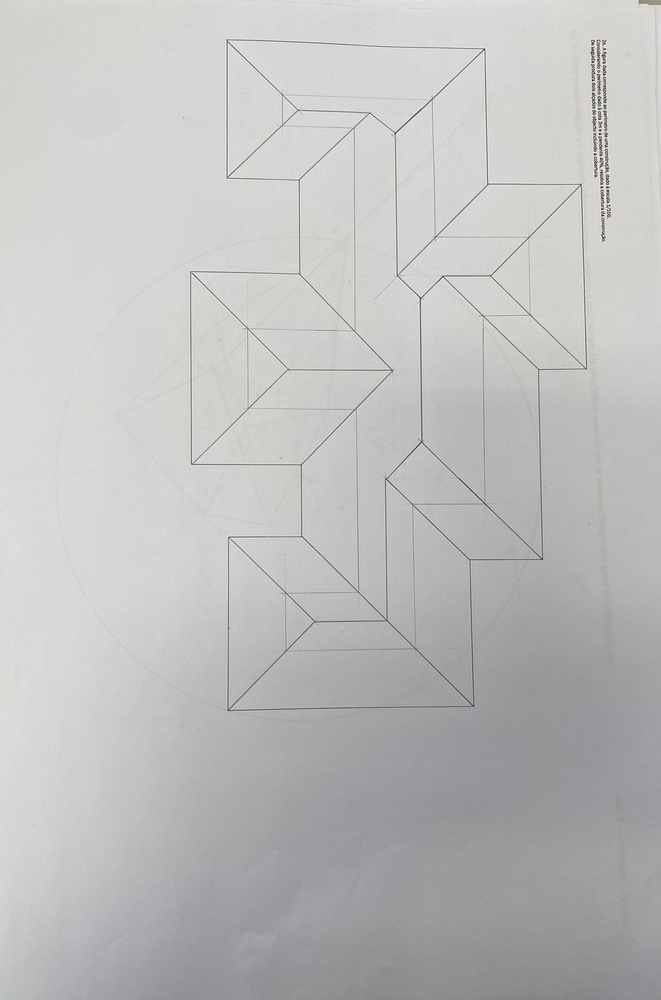 26. A figura dada corresponde ao perímetro de uma construção, dado à escala 1/100.
Considerando o perímetro dado à cota 3m e a pendente 40%, resolva a cobertura da construção.
De seguida produza dois alçados do objecto incluindo a cobertura.